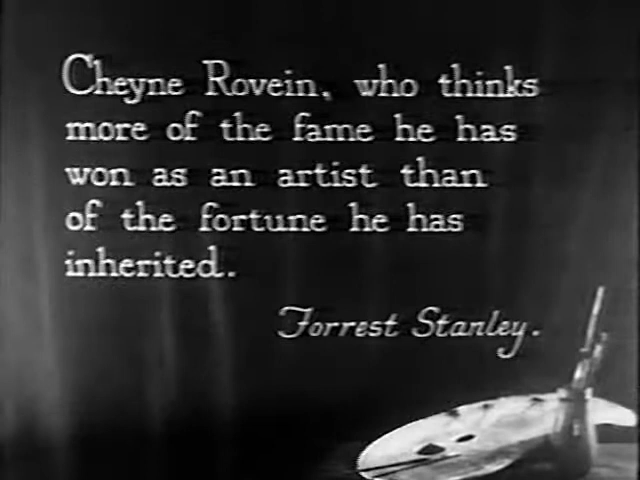 Cheyne Rovein, who thinks
more of the fame he has
won as an artist than
of the fortune he has
inherited.
Forrest Stanley.